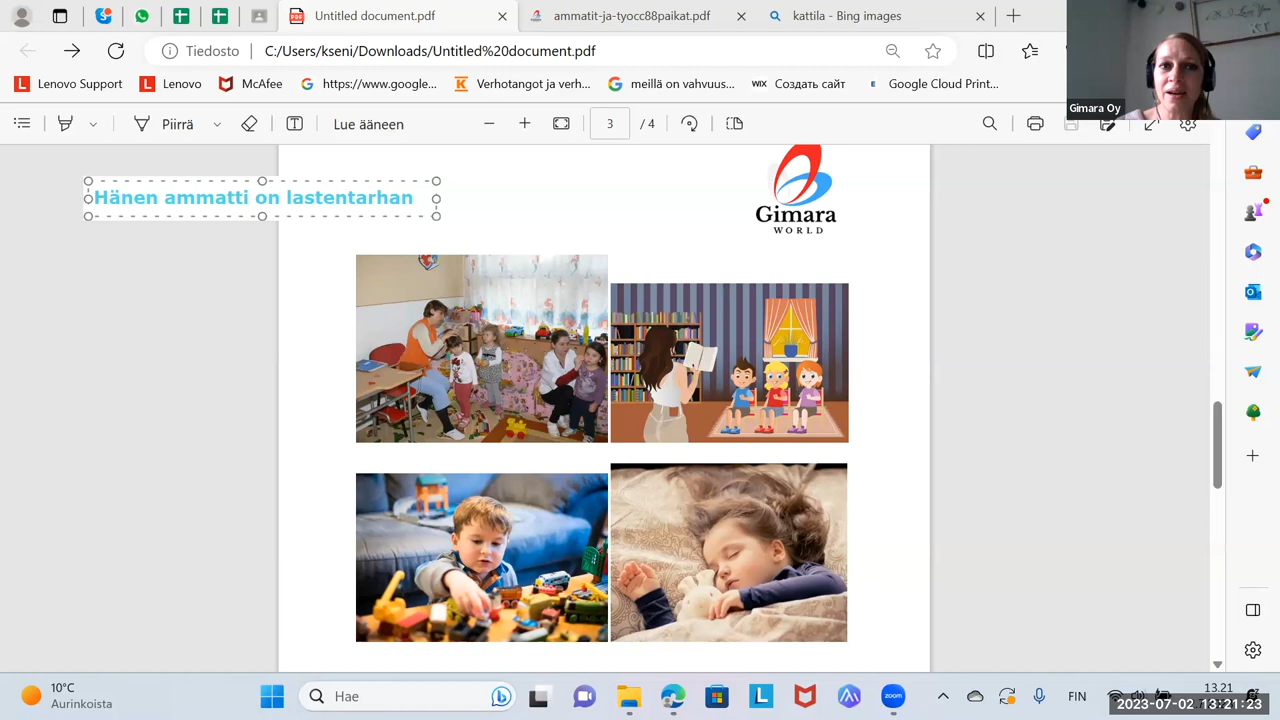 Untitled document.pdf
ammatit-ja-tyocc88paikat.pdf
kattila - Bing images
Tiedosto
C:/Users/kseni/Downloads/Untitled%20document.pdf
Lenovo Support
Lenovo
McAfee
https://www.google...
Verhotangot ja verh...
meillä on vahvuus...
WIX Создать сайт
Google Cloud Print...
Gimara Oy
Piirrä
Lue ääneen
3 / 4
Hänen ammatti on lastentarhan
Gimara
WORLD
10°C
Aurinkoista
Hae
zoom
FIN
13.21
2023-07-02 13:21:23